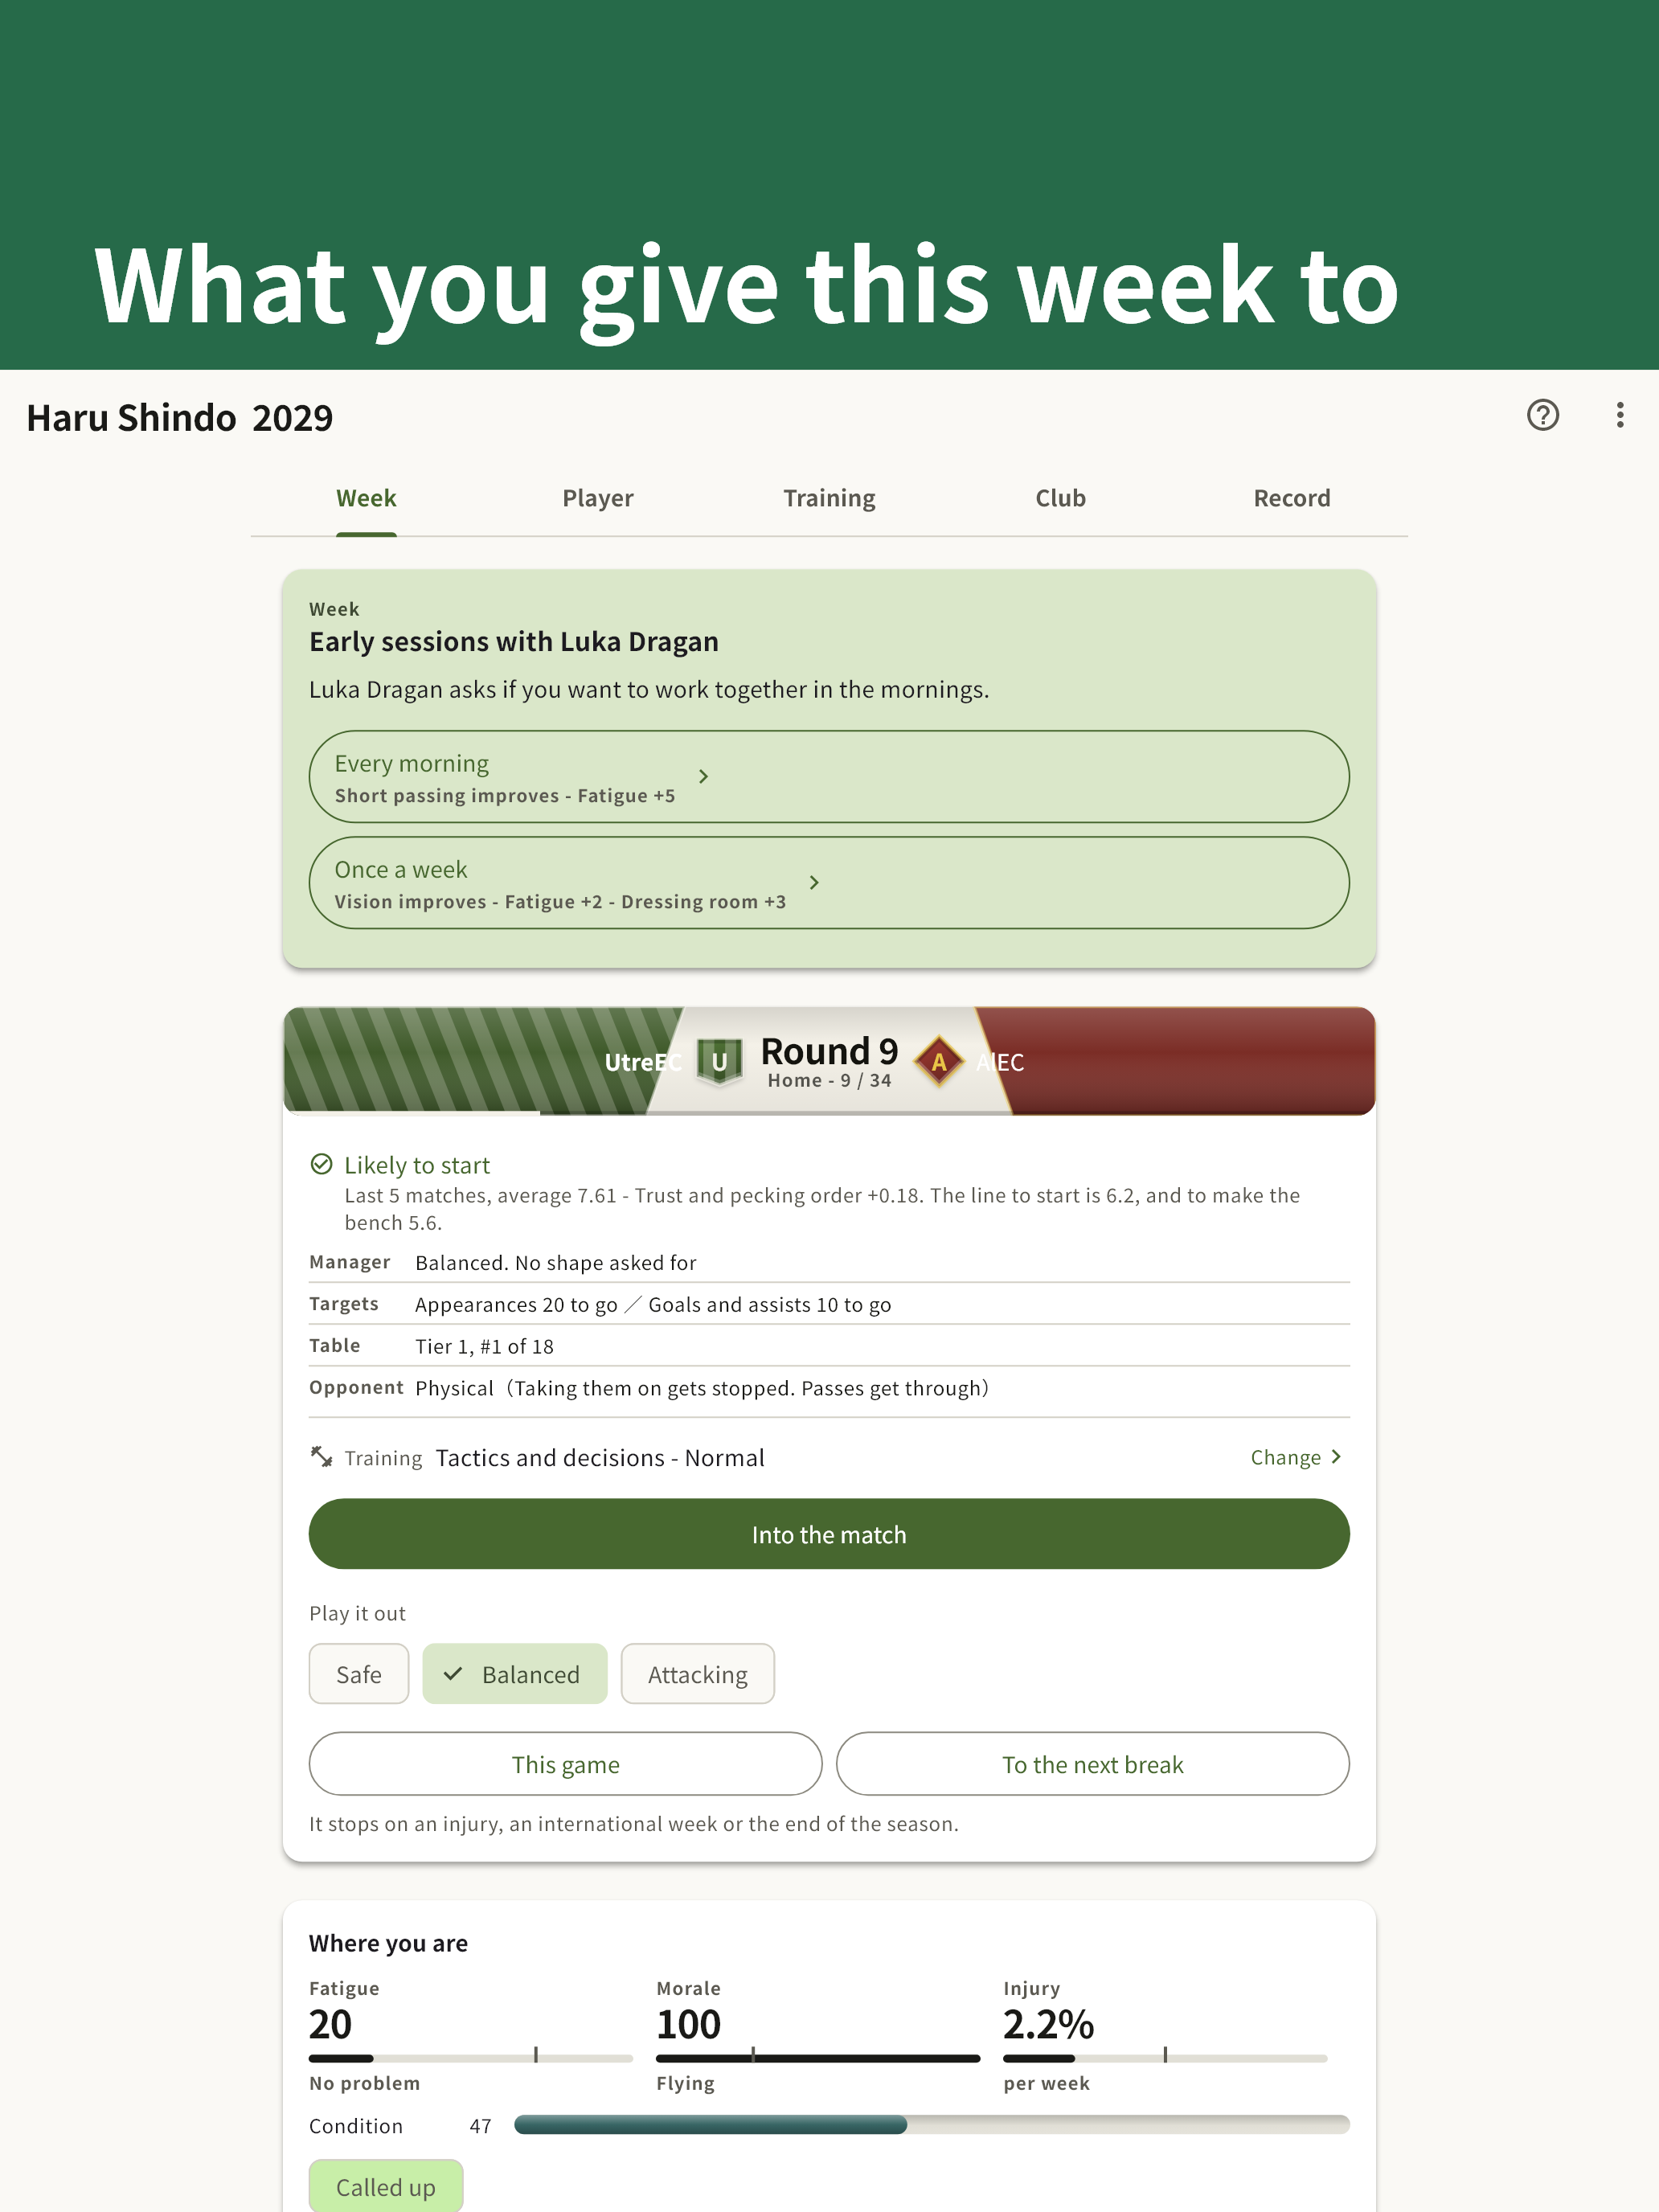 What you give this week to
Haru Shindo 2029
Week
Player
Training
Club
Record
Week
Early sessions with Luka Dragan
Luka Dragan asks if you want to work together in the mornings.
Every morning
Short passing improves - Fatigue +5
Once a week
Vision improves - Fatigue +2 - Dressing room +3
UtreEC
U
Round 9
Home - 9 / 34
A
AlEC
Likely to start
Last 5 matches, average 7.61 - Trust and pecking order +0.18. The line to start is 6.2, and to make the
bench 5.6.
Manager Balanced. No shape asked for
Targets Appearances 20 to go ／ Goals and assists 10 to go
Table Tier 1, #1 of 18
Opponent Physical（Taking them on gets stopped. Passes get through）
Training Tactics and decisions - Normal
Change
Into the match
Play it out
Safe
Balanced
Attacking
This game
To the next break
It stops on an injury, an international week or the end of the season.
Where you are
Fatigue
20
No problem
Morale
100
Flying
Injury
2.2%
per week
Condition 47
Called up